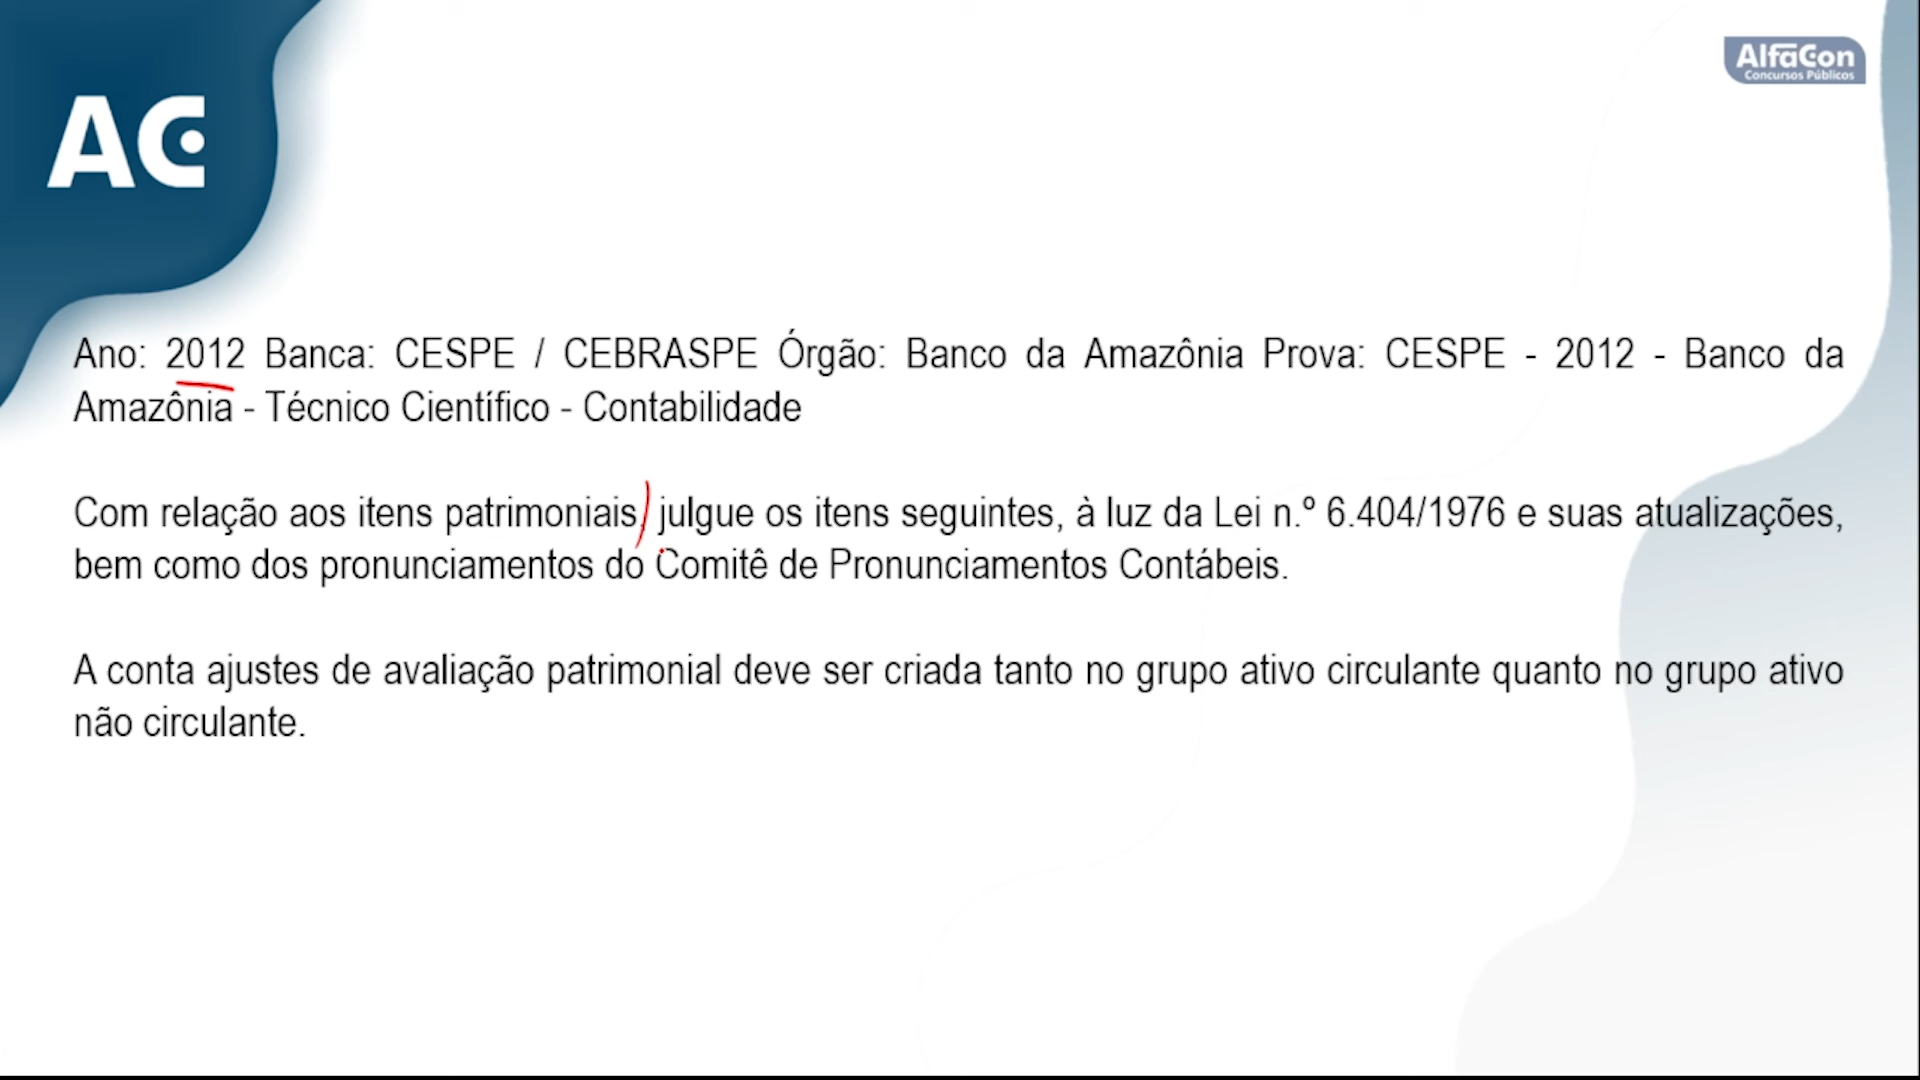 AC
AlfaCon
Concursos Públicos
Ano: 2012 Banca: CESPE / CEBRASPE Órgão: Banco da Amazônia Prova: CESPE - 2012 - Banco da
Amazônia - Técnico Científico - Contabilidade
Com relação aos itens patrimoniais, julgue os itens seguintes, à luz da Lei n.º 6.404/1976 e suas atualizações,
bem como dos pronunciamentos do Comitê de Pronunciamentos Contábeis.
A conta ajustes de avaliação patrimonial deve ser criada tanto no grupo ativo circulante quanto no grupo ativo
não circulante.